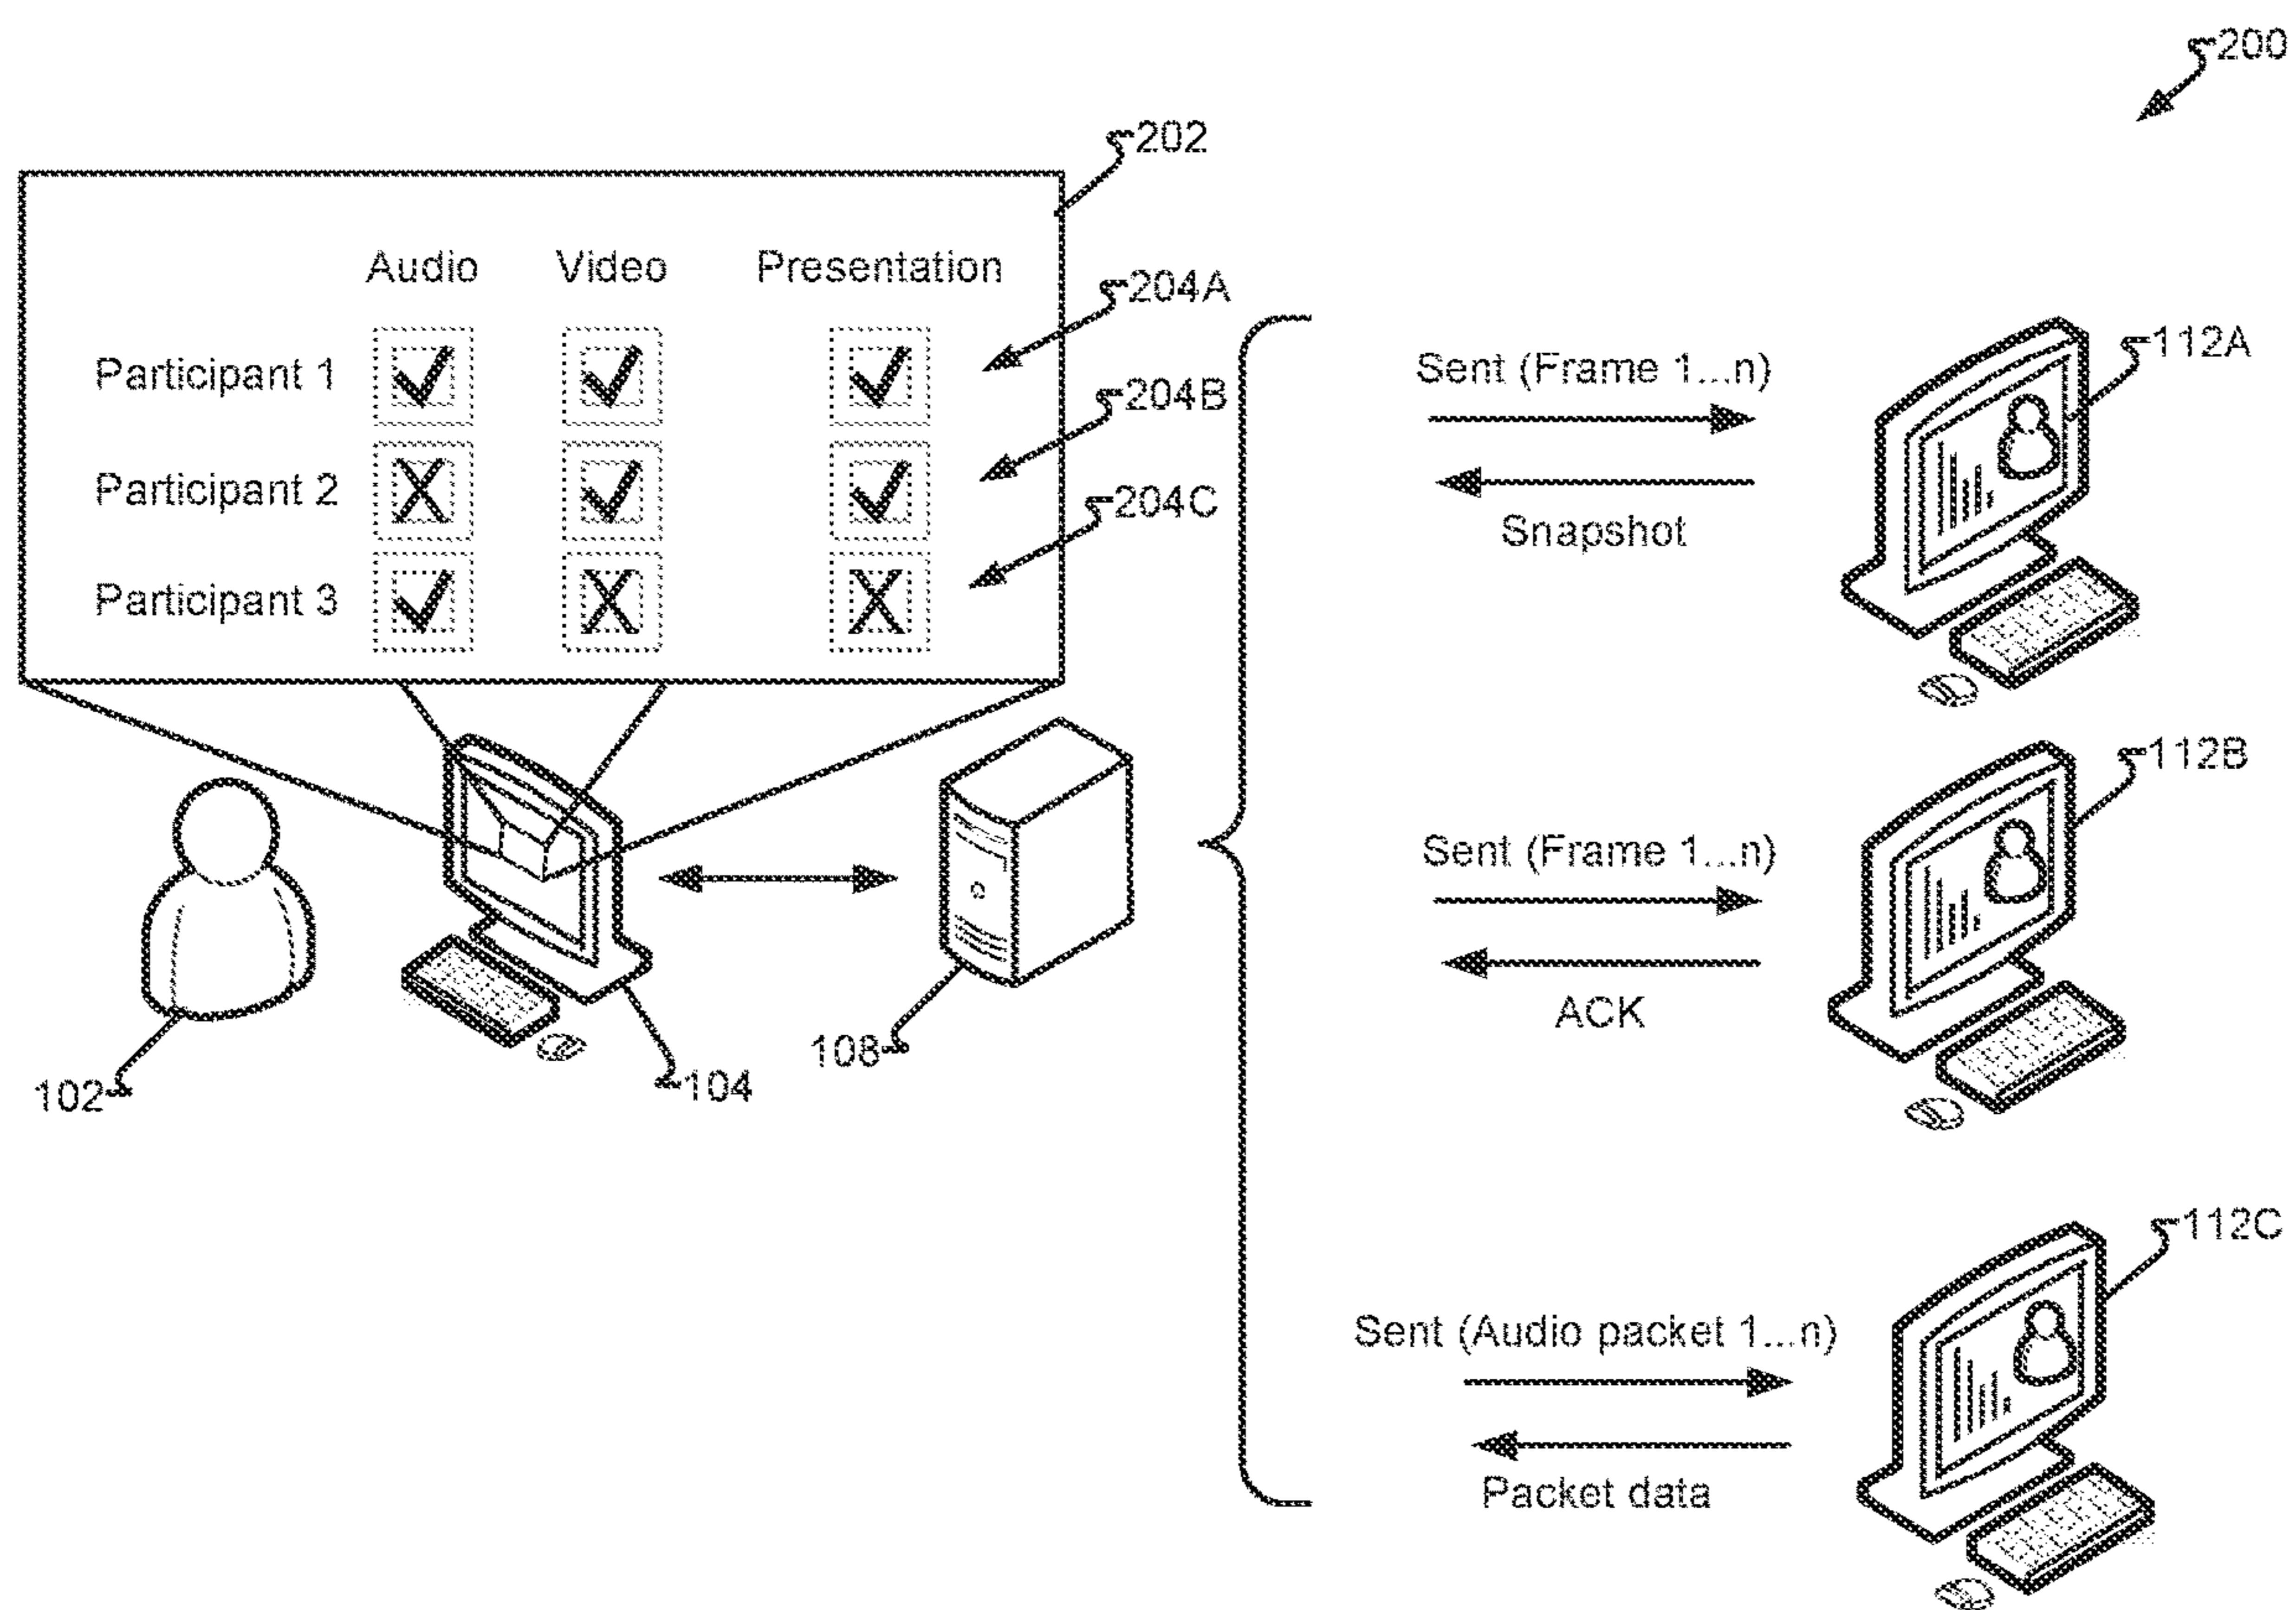 200
202
Audio Video Presentation
204A
Participant 1
204B
Participant 2
204C
Participant 3
102
104
108
Sent (Frame 1...n)
112A
Snapshot
112B
Sent (Frame 1...n)
ACK
112C
Sent (Audio packet 1...n)
Packet data